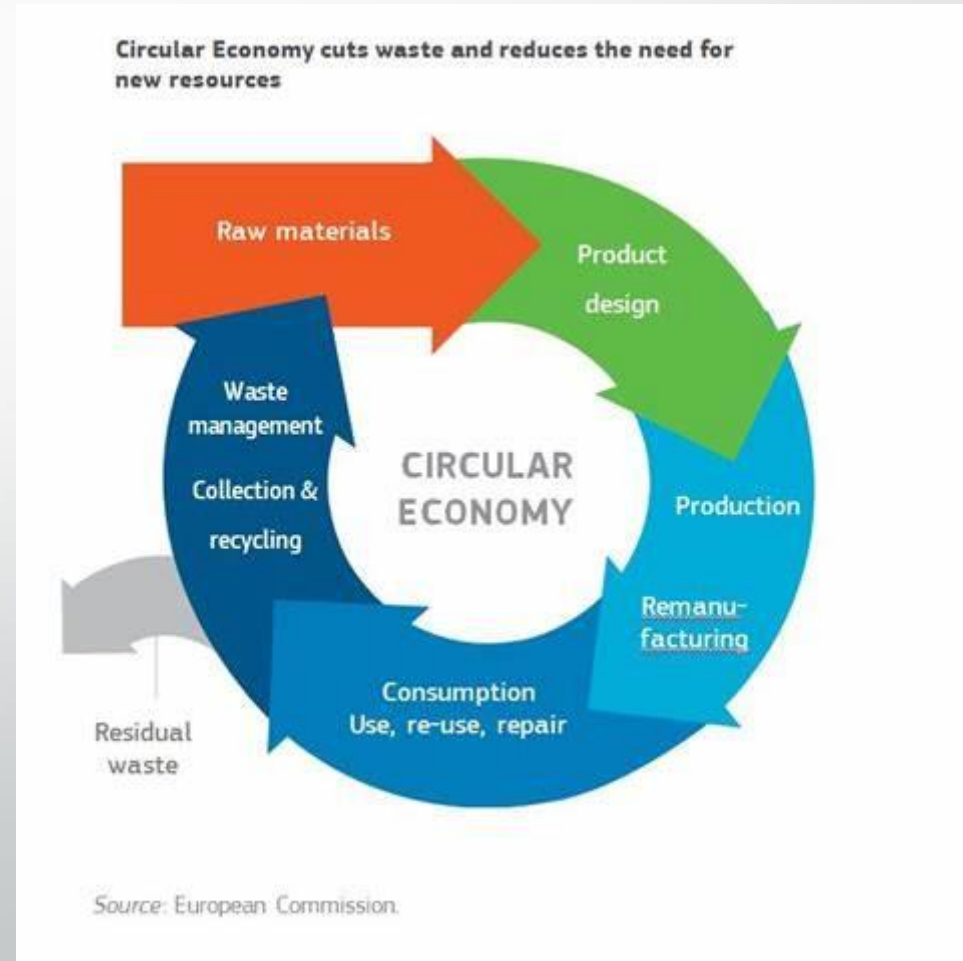 Circular Economy cuts waste and reduces the need for
new resources
Raw materials
Product
design
Production
Remanu-
facturing
Consumption
Use, re-use, repair
Waste
management
Collection &
recycling
CIRCULAR
ECONOMY
Residual
waste
Source: European Commission.